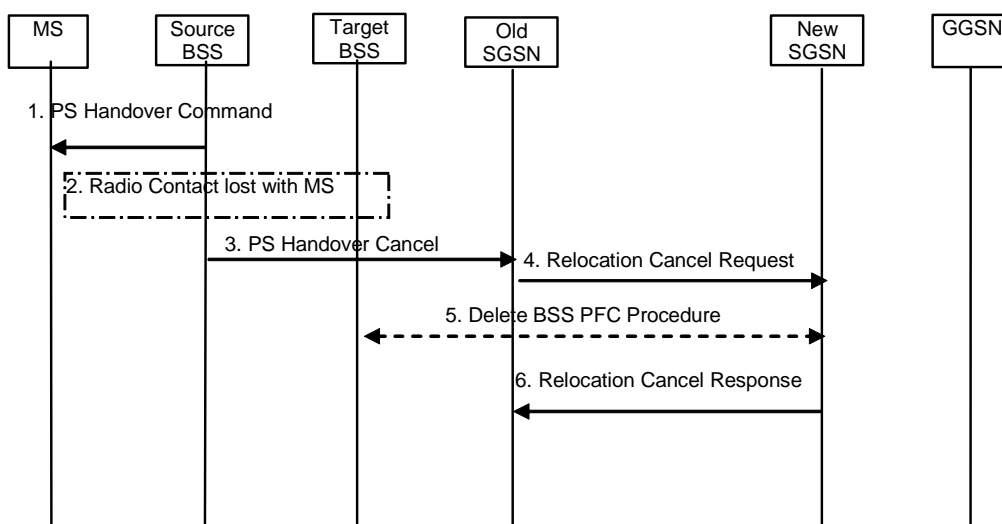 MS
Source
BSS
Target
BSS
Old
SGSN
New
SGSN
GGSN
1. PS Handover Command
2. Radio Contact lost with MS
3. PS Handover Cancel
4. Relocation Cancel Request
5. Delete BSS PFC Procedure
6. Relocation Cancel Response